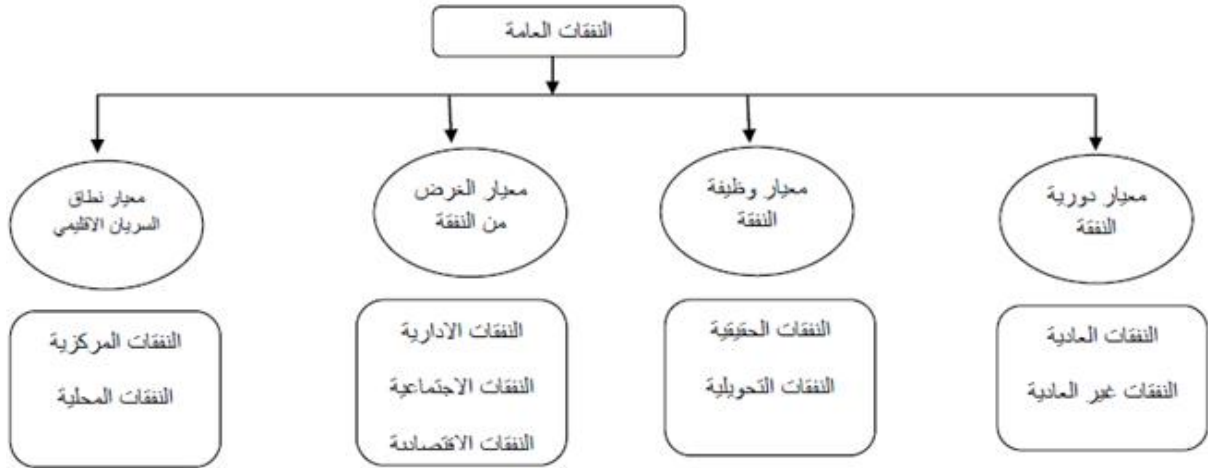 النفقات العامة
معيار دورية
النفقة
معيار وظيفة
النفقة
معيار الغرض
من النفقة
معيار نطاق
السريان الاقليمي
النفقات العادية
النفقات غير العادية
النفقات الحقيقية
النفقات التحويلية
النفقات الادارية
النفقات الاجتماعية
النفقات الاقتصادية
النفقات المركزية
النفقات المحلية